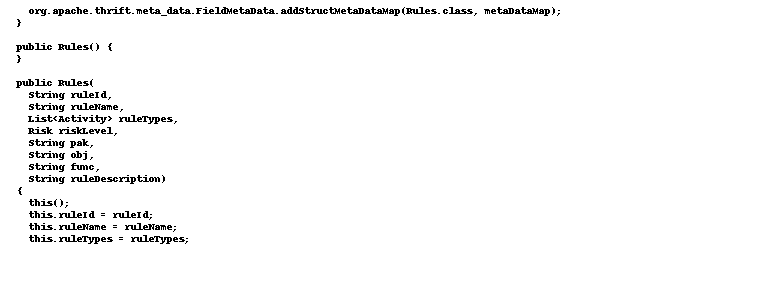 org.apache.thrift.meta_data.FieldMetaData.addStructMetaDataMap(Rules.class, metaDataMap);
}
public Rules() {
}
public Rules(
String ruleId,
String ruleName,
List<Activity> ruleTypes,
Risk riskLevel,
String pak,
String obj,
String func,
String ruleDescription)
{
this();
this.ruleId = ruleId;
this.ruleName = ruleName;
this.ruleTypes = ruleTypes;